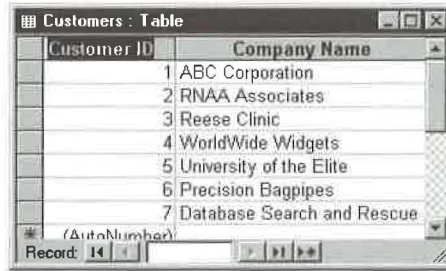 Customers : Table
Customer ID Company Name
1 ABC Corporation
2 RNAA Associates
3 Reese Clinic
4 WorldWide Widgets
5 University of the Elite
6 Precision Bagpipes
7 Database Search and Rescue
(AutoNumber)
Record: